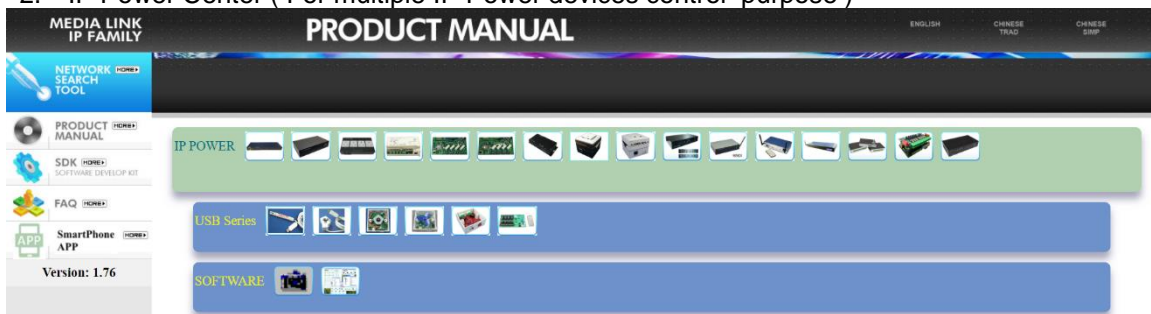 2. IP Power Center ( For multiple IP Power devices control purpose )
MEDIA LINK
IP FAMILY
PRODUCT MANUAL
ENGLISH
CHINESE
TRAD
CHINESE
SIMP
NETWORK MORE
SEARCH
TOOL
PRODUCT MORE
MANUAL
SDK MORE
SOFTWARE DEVELOP KIT
FAQ MORE
APP
SmartPhone MORE
APP
Version: 1.76
IP POWER
USB Series
SOFTWARE